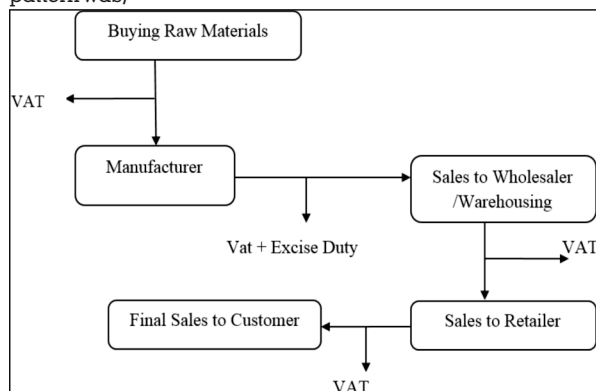 pattern was,
Buying Raw Materials
VAT
Manufacturer
Sales to Wholesaler
/Warehousing
Vat + Excise Duty
VAT
Final Sales to Customer
Sales to Retailer
VAT